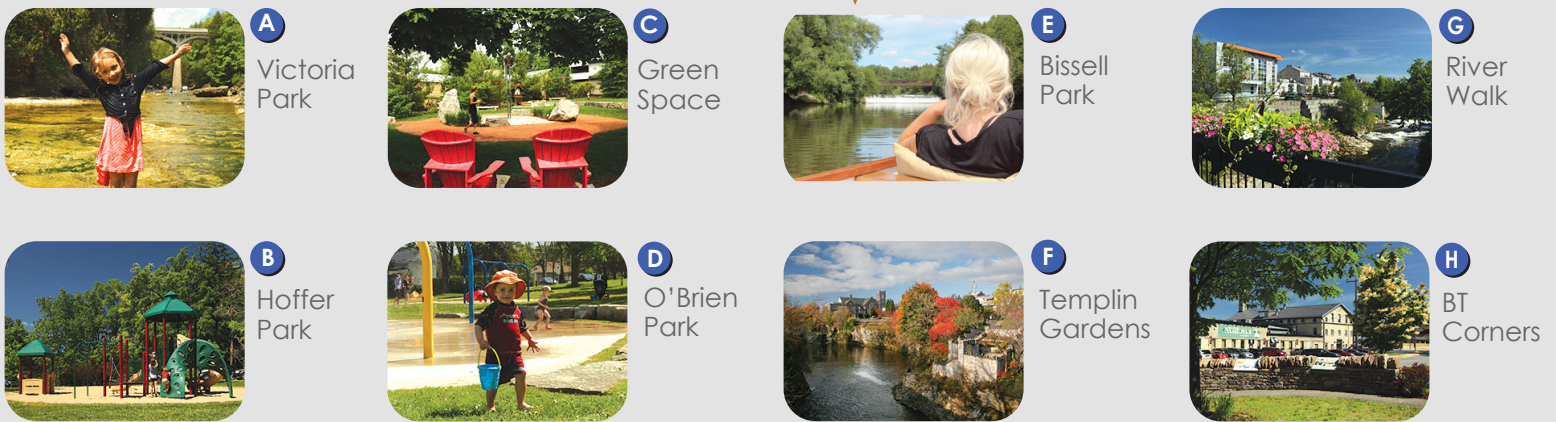 A
Victoria
Park
C
Green
Space
E
Bissell
Park
G
River
Walk
B
Hoffer
Park
D
O'Brien
Park
F
Templin
Gardens
H
BT
Corners